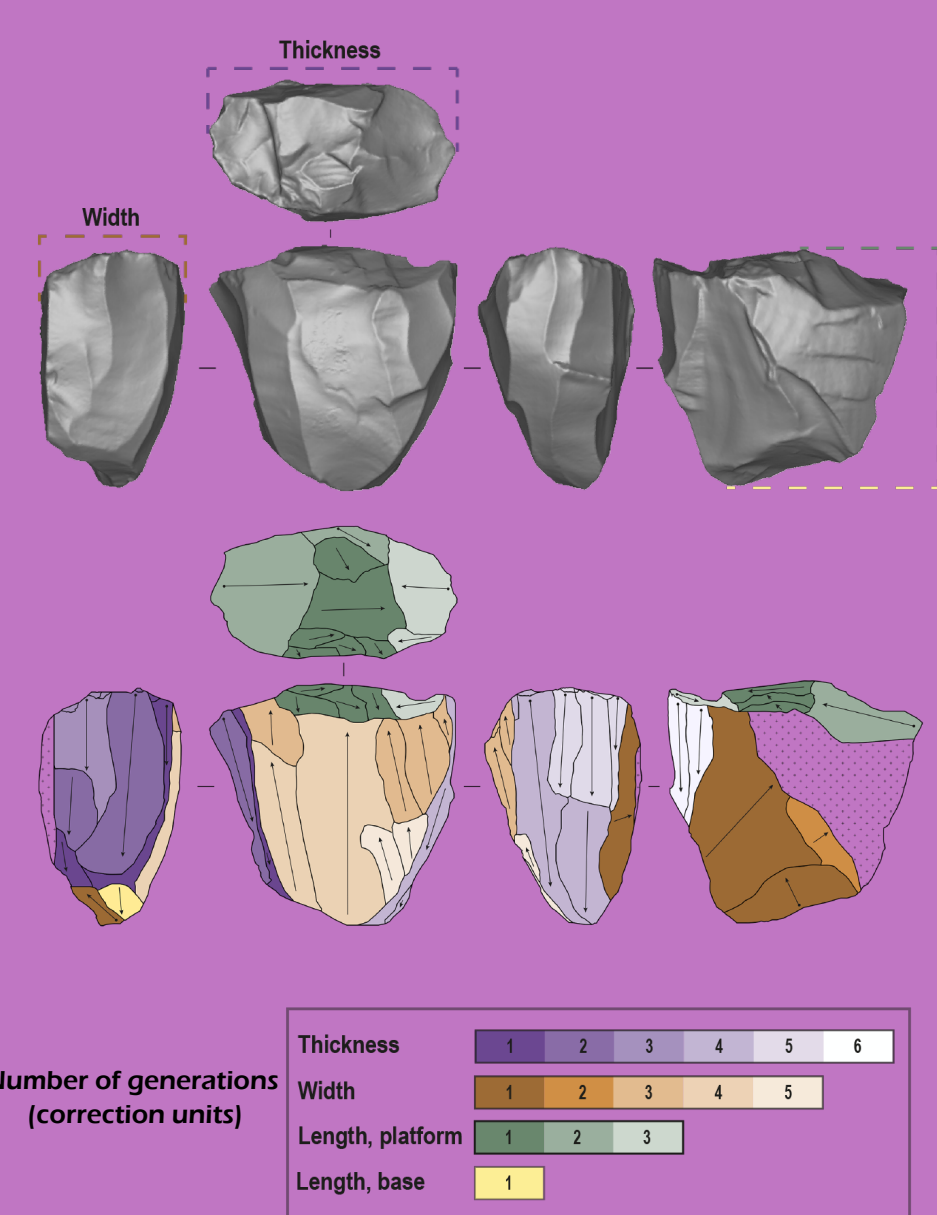 Thickness
Width
Number of generations
(correction units)
Thickness 1 2 3 4 5 6
Width 1 2 3 4 5
Length, platform 1 2 3
Length, base 1